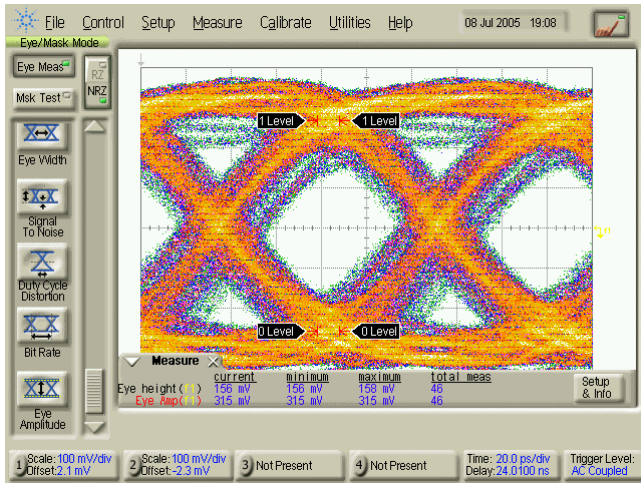 File Control Setup Measure Calibrate Utilities Help 08 Jul 2005 19:08
Eye/Mask Mode
Eye Meas
RZ
NRZ
Msk Test
Eye Width
Signal
To Noise
Duty Cycle
Distortion
Bit Rate
Eye
Amplitude
1 Level 1 Level
0 Level 0 Level
Measure
current minimum maximum total meas
Eye height(f1) 156 mV 156 mV 158 mV 46
Eye Amp(f1) 315 mV 315 mV 315 mV 46
Setup
& Info
1 Scale: 100 mV/div
Offset:2.1 mV
2 Scale: 100 mV/div
Offset:-2.3 mV
3 Not Present
4 Not Present
Time: 20.0 ps/div
Delay:24.0100 ns
Trigger Level:
AC Coupled